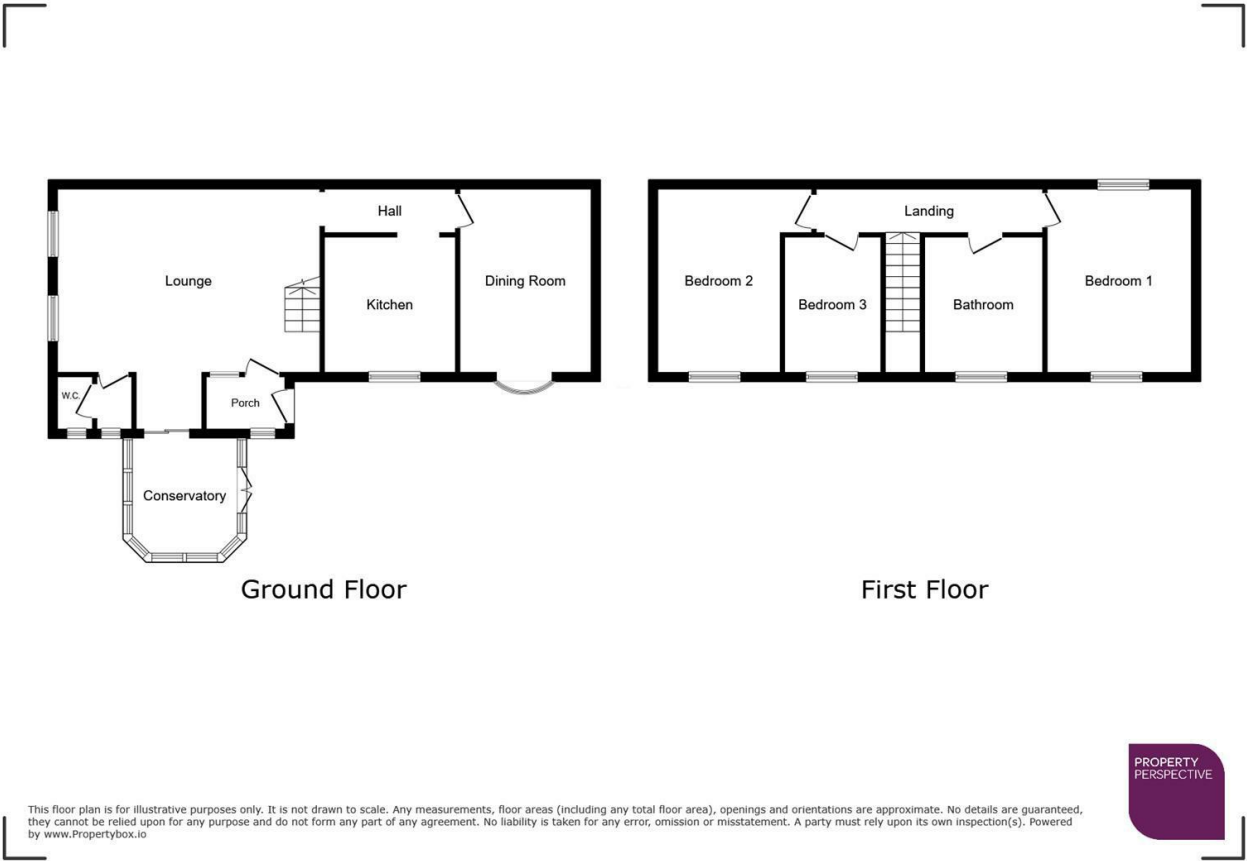 Hall
Landing
Lounge
Dining Room
Bedroom 2
Bedroom 1
Kitchen
Bedroom 3
Bathroom
W.C.
Porch
Conservatory
Ground Floor
First Floor
PROPERTY
PERSPECTIVE
This floor plan is for illustrative purposes only. It is not drawn to scale. Any measurements, floor areas (including any total floor area), openings and orientations are approximate. No details are guaranteed,
they cannot be relied upon for any purpose and do not form any part of any agreement. No liability is taken for any error, omission or misstatement. A party must rely upon its own inspection(s). Powered
by www.Propertybox.io